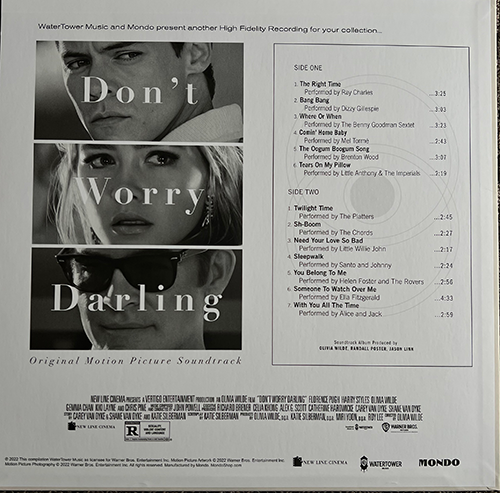 WaterTower Music and Mondo present another High Fidelity Recording for your collection...
Don't
Worry
Darling
Original Motion Picture Soundtrack
SIDE ONE
1. The Right Time
Performed by Ray Charles ...3:25
2. Bang Bang
Performed by Dizzy Gillespie ...3:03
3. Where Or When
Performed by The Benny Goodman Sextet ...3:23
4. Comin' Home Baby
Performed by Mel Tormé ...2:43
5. The Oogum Boogum Song
Performed by Brenton Wood ...3:07
6. Tears On My Pillow
Performed by Little Anthony & The Imperials ...2:19
SIDE TWO
1. Twilight Time
Performed by The Platters ...2:45
2. Sh-Boom
Performed by The Chords ...2:27
3. Need Your Love So Bad
Performed by Little Willie John ...2:17
4. Sleepwalk
Performed by Santo and Johnny ...2:24
5. You Belong To Me
Performed by Helen Foster and The Rovers ...2:56
6. Someone To Watch Over Me
Performed by Ella Fitzgerald ...4:33
7. With You All The Time
Performed by Alice and Jack ...2:59
Soundtrack Album Produced by
OLIVIA WILDE, RANDALL POSTER, JASON LINN
NEW LINE CINEMA PRESENTS A VERTIGO ENTERTAINMENT PRODUCTION AN OLIVIA WILDE FILM "DON'T WORRY DARLING" FLORENCE PUGH HARRY STYLES OLIVIA WILDE
GEMMA CHAN KIKI LAYNE AND CHRIS PINE JOHN POWELL RICHARD BRENER CELIA KHONG ALEX G. SCOTT CATHERINE HARDWICKE CAREY VAN DYKE SHANE VAN DYKE
CAREY VAN DYKE & SHANE VAN DYKE AND KATIE SILBERMAN KATIE SILBERMAN OLIVIA WILDE KATIE SILBERMAN MIRI YOON ROY LEE OLIVIA WILDE
NEW LINE CINEMA
R
RESTRICTED
WB
WARNER BROS.
© 2022 This compilation WaterTower Music as licensee for Warner Bros. Entertainment Inc. Motion Picture Artwork © 2022 Warner Bros. Entertainment Inc.
Motion Picture Photography © 2022 Warner Bros. Entertainment Inc. All rights reserved. Manufactured by Mondo. MondoShop.com
NEW LINE CINEMA
WATERTOWER
MUSIC
MONDO